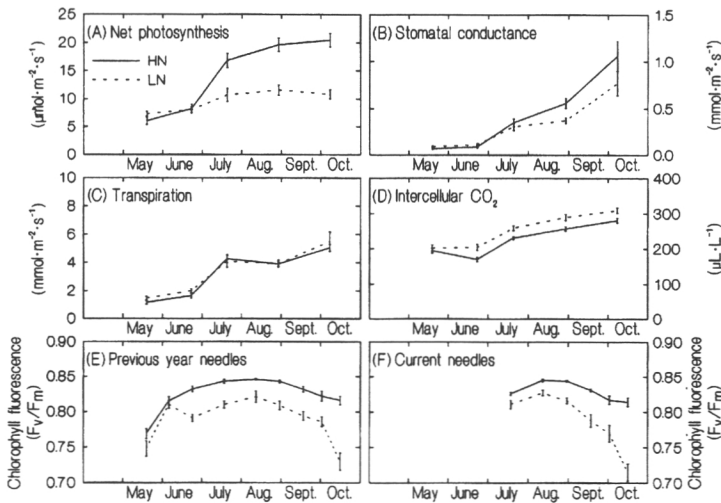 (A) Net photosynthesis
HN
LN
25
20
15
10
5
0
(μmol·m⁻²·s⁻¹)
May June July Aug. Sept. Oct.
(B) Stomatal conductance
1.5
1.0
0.5
0.0
(mmol·m⁻²·s⁻¹)
May June July Aug. Sept. Oct.
(C) Transpiration
10
8
6
4
2
0
(mmol·m⁻²·s⁻¹)
May June July Aug. Sept. Oct.
(D) Intercellular CO₂
400
300
200
100
0
(μL·L⁻¹)
May June July Aug. Sept. Oct.
(E) Previous year needles
0.90
0.85
0.80
0.75
0.70
Chlorophyll fluorescence
(Fᵥ/Fₘ)
May June July Aug. Sept. Oct.
(F) Current needles
0.90
0.85
0.80
0.75
0.70
Chlorophyll fluorescence
(Fᵥ/Fₘ)
May June July Aug. Sept. Oct.